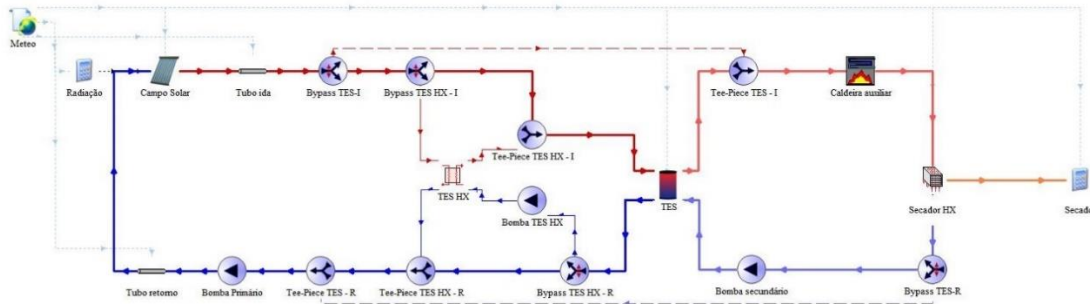 Meteo
Radiação
Campo Solar
Tubo ida
Bypass TES-I
Bypass TES HX - I
Tee-Piece TES - I
Caldeira auxiliar
Tee-Piece TES HX - I
TES HX
Bomba TES HX
TES
Secador HX
Secad
Tubo retorno
Bomba Primário
Tee-Piece TES - R
Tee-Piece TES HX - R
Bypass TES HX - R
Bomba secundário
Bypass TES-R